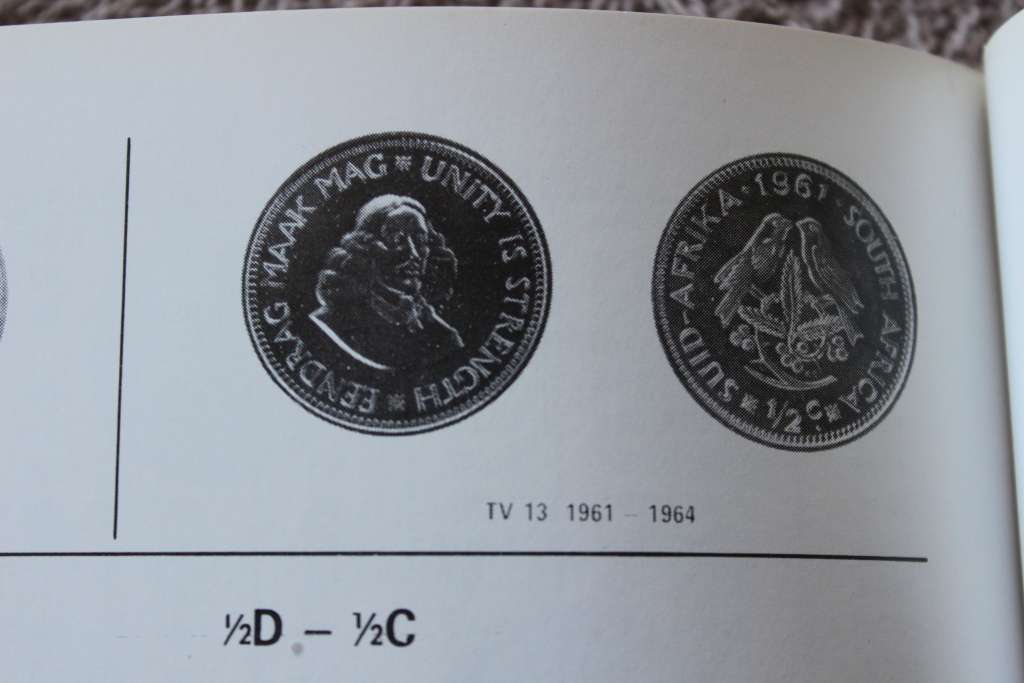 EENDRAG MAAK MAG * UNITY IS STRENGTH *
SUID-AFRIKA · 1961 · SOUTH AFRICA
* 1/2 C *
TV 13 1961 – 1964
½D – ½C